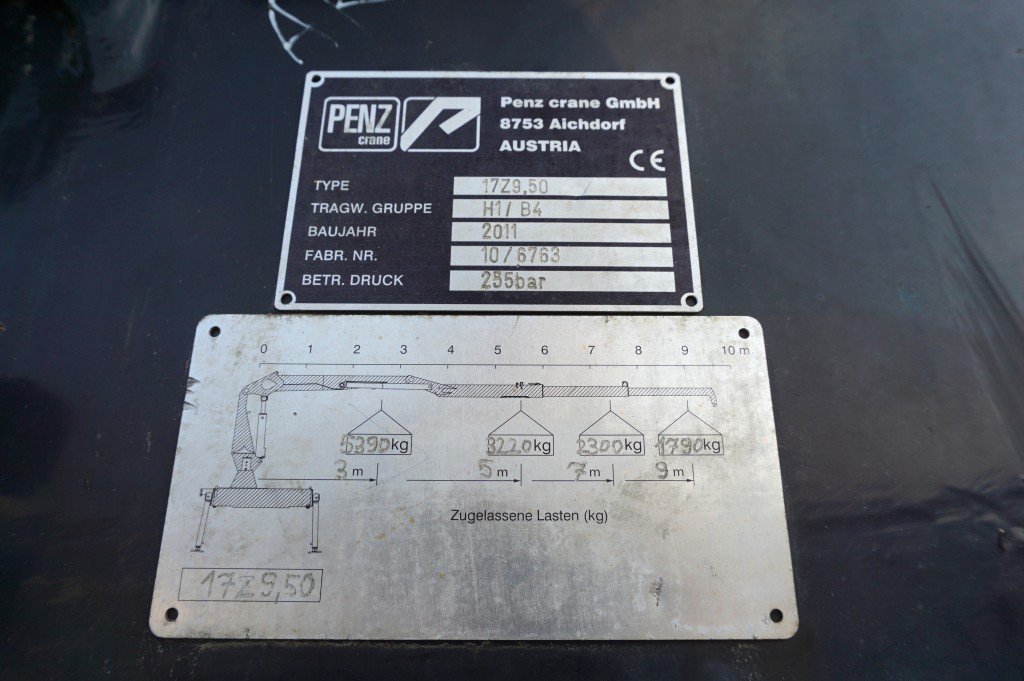 PENZ
crane
Penz crane GmbH
8753 Aichdorf
AUSTRIA
CE
TYPE 17Z9,50
TRAGW. GRUPPE H1/ B4
BAUJAHR 2011
FABR. NR. 10/6763
BETR. DRUCK 255bar
0 1 2 3 4 5 6 7 8 9 10 m
5390kg 3220kg 2300kg 1790kg
3 m 5 m 7 m 9 m
Zugelassene Lasten (kg)
17Z9,50